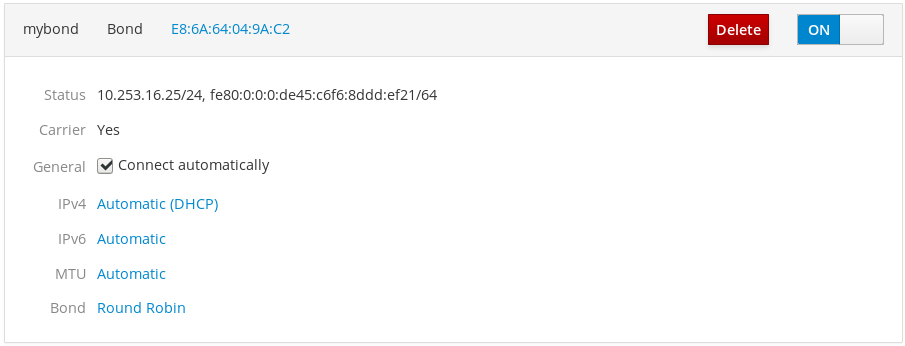 mybond Bond E8:6A:64:04:9A:C2 Delete ON
Status 10.253.16.25/24, fe80:0:0:0:de45:c6f6:8ddd:ef21/64
Carrier Yes
General Connect automatically
IPv4 Automatic (DHCP)
IPv6 Automatic
MTU Automatic
Bond Round Robin